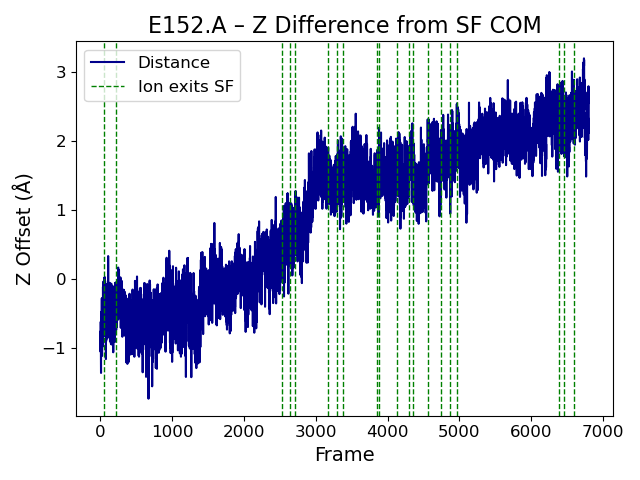 E152.A – Z Difference from SF COM
Distance
Ion exits SF
Z Offset (Å)
3
2
1
0
−1
0 1000 2000 3000 4000 5000 6000 7000
Frame